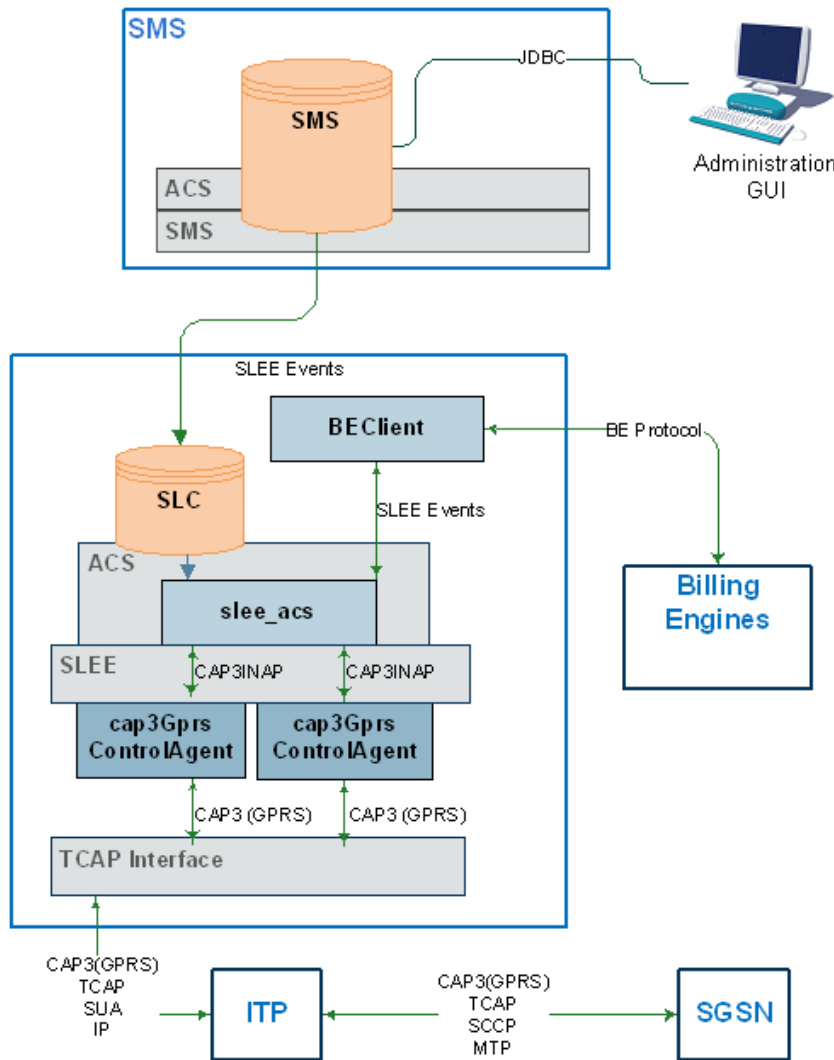 SMS
JDBC
SMS
Administration
GUI
ACS
SMS
SLEE Events
BEClient
BE Protocol
SLC
SLEE Events
ACS
slee_acs
Billing
Engines
SLEE
CAP3INAP
CAP3INAP
cap3Gprs
ControlAgent
cap3Gprs
ControlAgent
CAP3 (GPRS)
CAP3 (GPRS)
TCAP Interface
CAP3(GPRS)
TCAP
SUA
IP
ITP
CAP3(GPRS)
TCAP
SCCP
MTP
SGSN